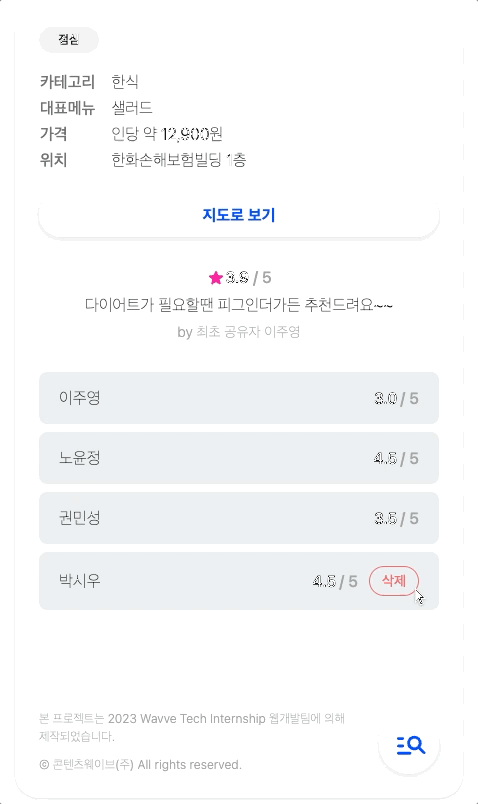 점심
카테고리 한식
대표메뉴 샐러드
가격 인당 약 12,900원
위치 한화손해보험빌딩 1층
지도로 보기
3.9 / 5
다이어트가 필요할땐 피그인더가든 추천드려요~~
by 최초 공유자 이주영
이주영 3.0 / 5
노윤정 4.5 / 5
권민성 3.5 / 5
박시우 4.5 / 5 삭제
본 프로젝트는 2023 Wavve Tech Internship 웹개발팀에 의해
제작되었습니다.
© 콘텐츠웨이브(주) All rights reserved.